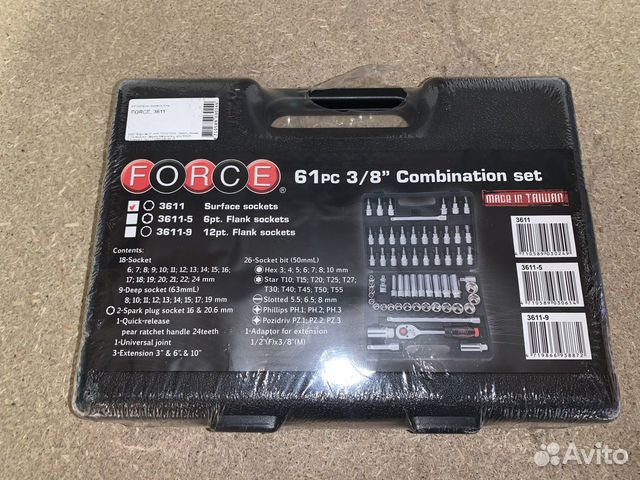 FORCE, 3611
FORCE®
61PC 3/8" Combination set
3611 Surface sockets
3611-5 6pt. Flank sockets
3611-9 12pt. Flank sockets
MADE IN TAIWAN
Contents:
18-Socket
6; 7; 8; 9; 10; 11; 12; 13; 14; 15; 16;
17; 18; 19; 20; 21; 22; 24 mm
9-Deep socket (63mmL)
8; 10; 11; 12; 13; 14; 15; 17; 19 mm
2-Spark plug socket 16 & 20.6 mm
1-Quick-release
pear ratchet handle 24teeth
1-Universal joint
3-Extension 3" & 6" & 10"
26-Socket bit (50mmL)
Hex 3; 4; 5; 6; 7; 8; 10 mm
Star T10; T15; T20; T25; T27;
T30; T40; T45; T50; T55
Slotted 5.5; 6.5; 8 mm
Phillips PH.1; PH.2; PH.3
Pozidriv PZ.1; PZ.2; PZ.3
1-Adaptor for extension
1/2"(F)x3/8"(M)
3611
4710589030249
3611-5
4710589030614
3611-9
4719866938872
Avito